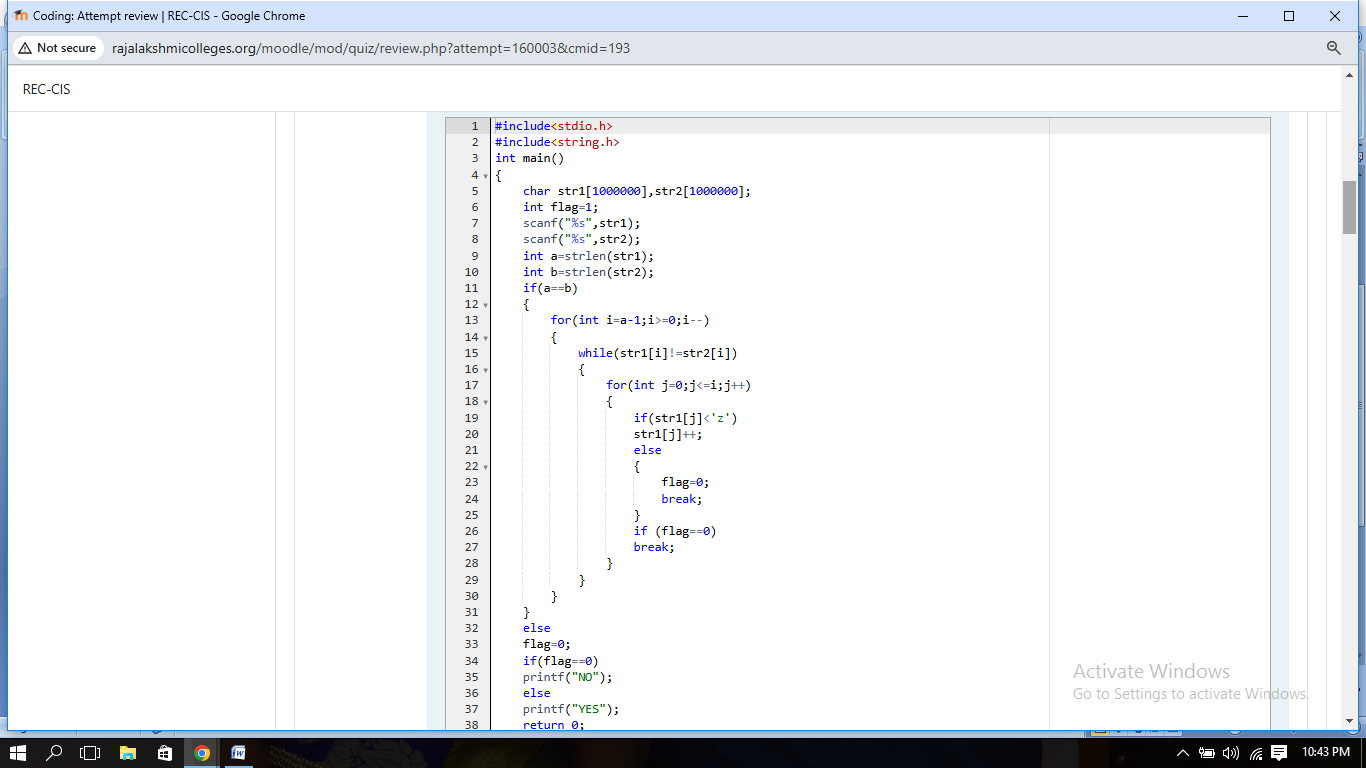 Coding: Attempt review | REC-CIS - Google Chrome
Not secure rajalakshmicolleges.org/moodle/mod/quiz/review.php?attempt=160003&cmid=193
REC-CIS
1 #include<stdio.h>
2 #include<string.h>
3 int main()
4 {
5 char str1[1000000],str2[1000000];
6 int flag=1;
7 scanf("%s",str1);
8 scanf("%s",str2);
9 int a=strlen(str1);
10 int b=strlen(str2);
11 if(a==b)
12 {
13 for(int i=a-1;i>=0;i--)
14 {
15 while(str1[i]!=str2[i])
16 {
17 for(int j=0;j<=i;j++)
18 {
19 if(str1[j]<'z')
20 str1[j]++;
21 else
22 {
23 flag=0;
24 break;
25 }
26 if (flag==0)
27 break;
28 }
29 }
30 }
31 }
32 else
33 flag=0;
34 if(flag==0)
35 printf("NO");
36 else
37 printf("YES");
38 return 0;
Activate Windows
Go to Settings to activate Windows.
10:43 PM